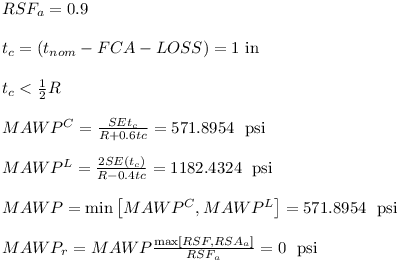 RSF_a = 0.9
t_c = (t_{nom} − FCA − LOSS) = 1 in
t_c < \frac{1}{2}R
MAWP^C = \frac{SEt_c}{R+0.6tc} = 571.8954 psi
MAWP^L = \frac{2SE(t_c)}{R−0.4tc} = 1182.4324 psi
MAWP = min [MAWP^C, MAWP^L] = 571.8954 psi
MAWP_r = MAWP\frac{max[RSF,RSA_a]}{RSF_a} = 0 psi